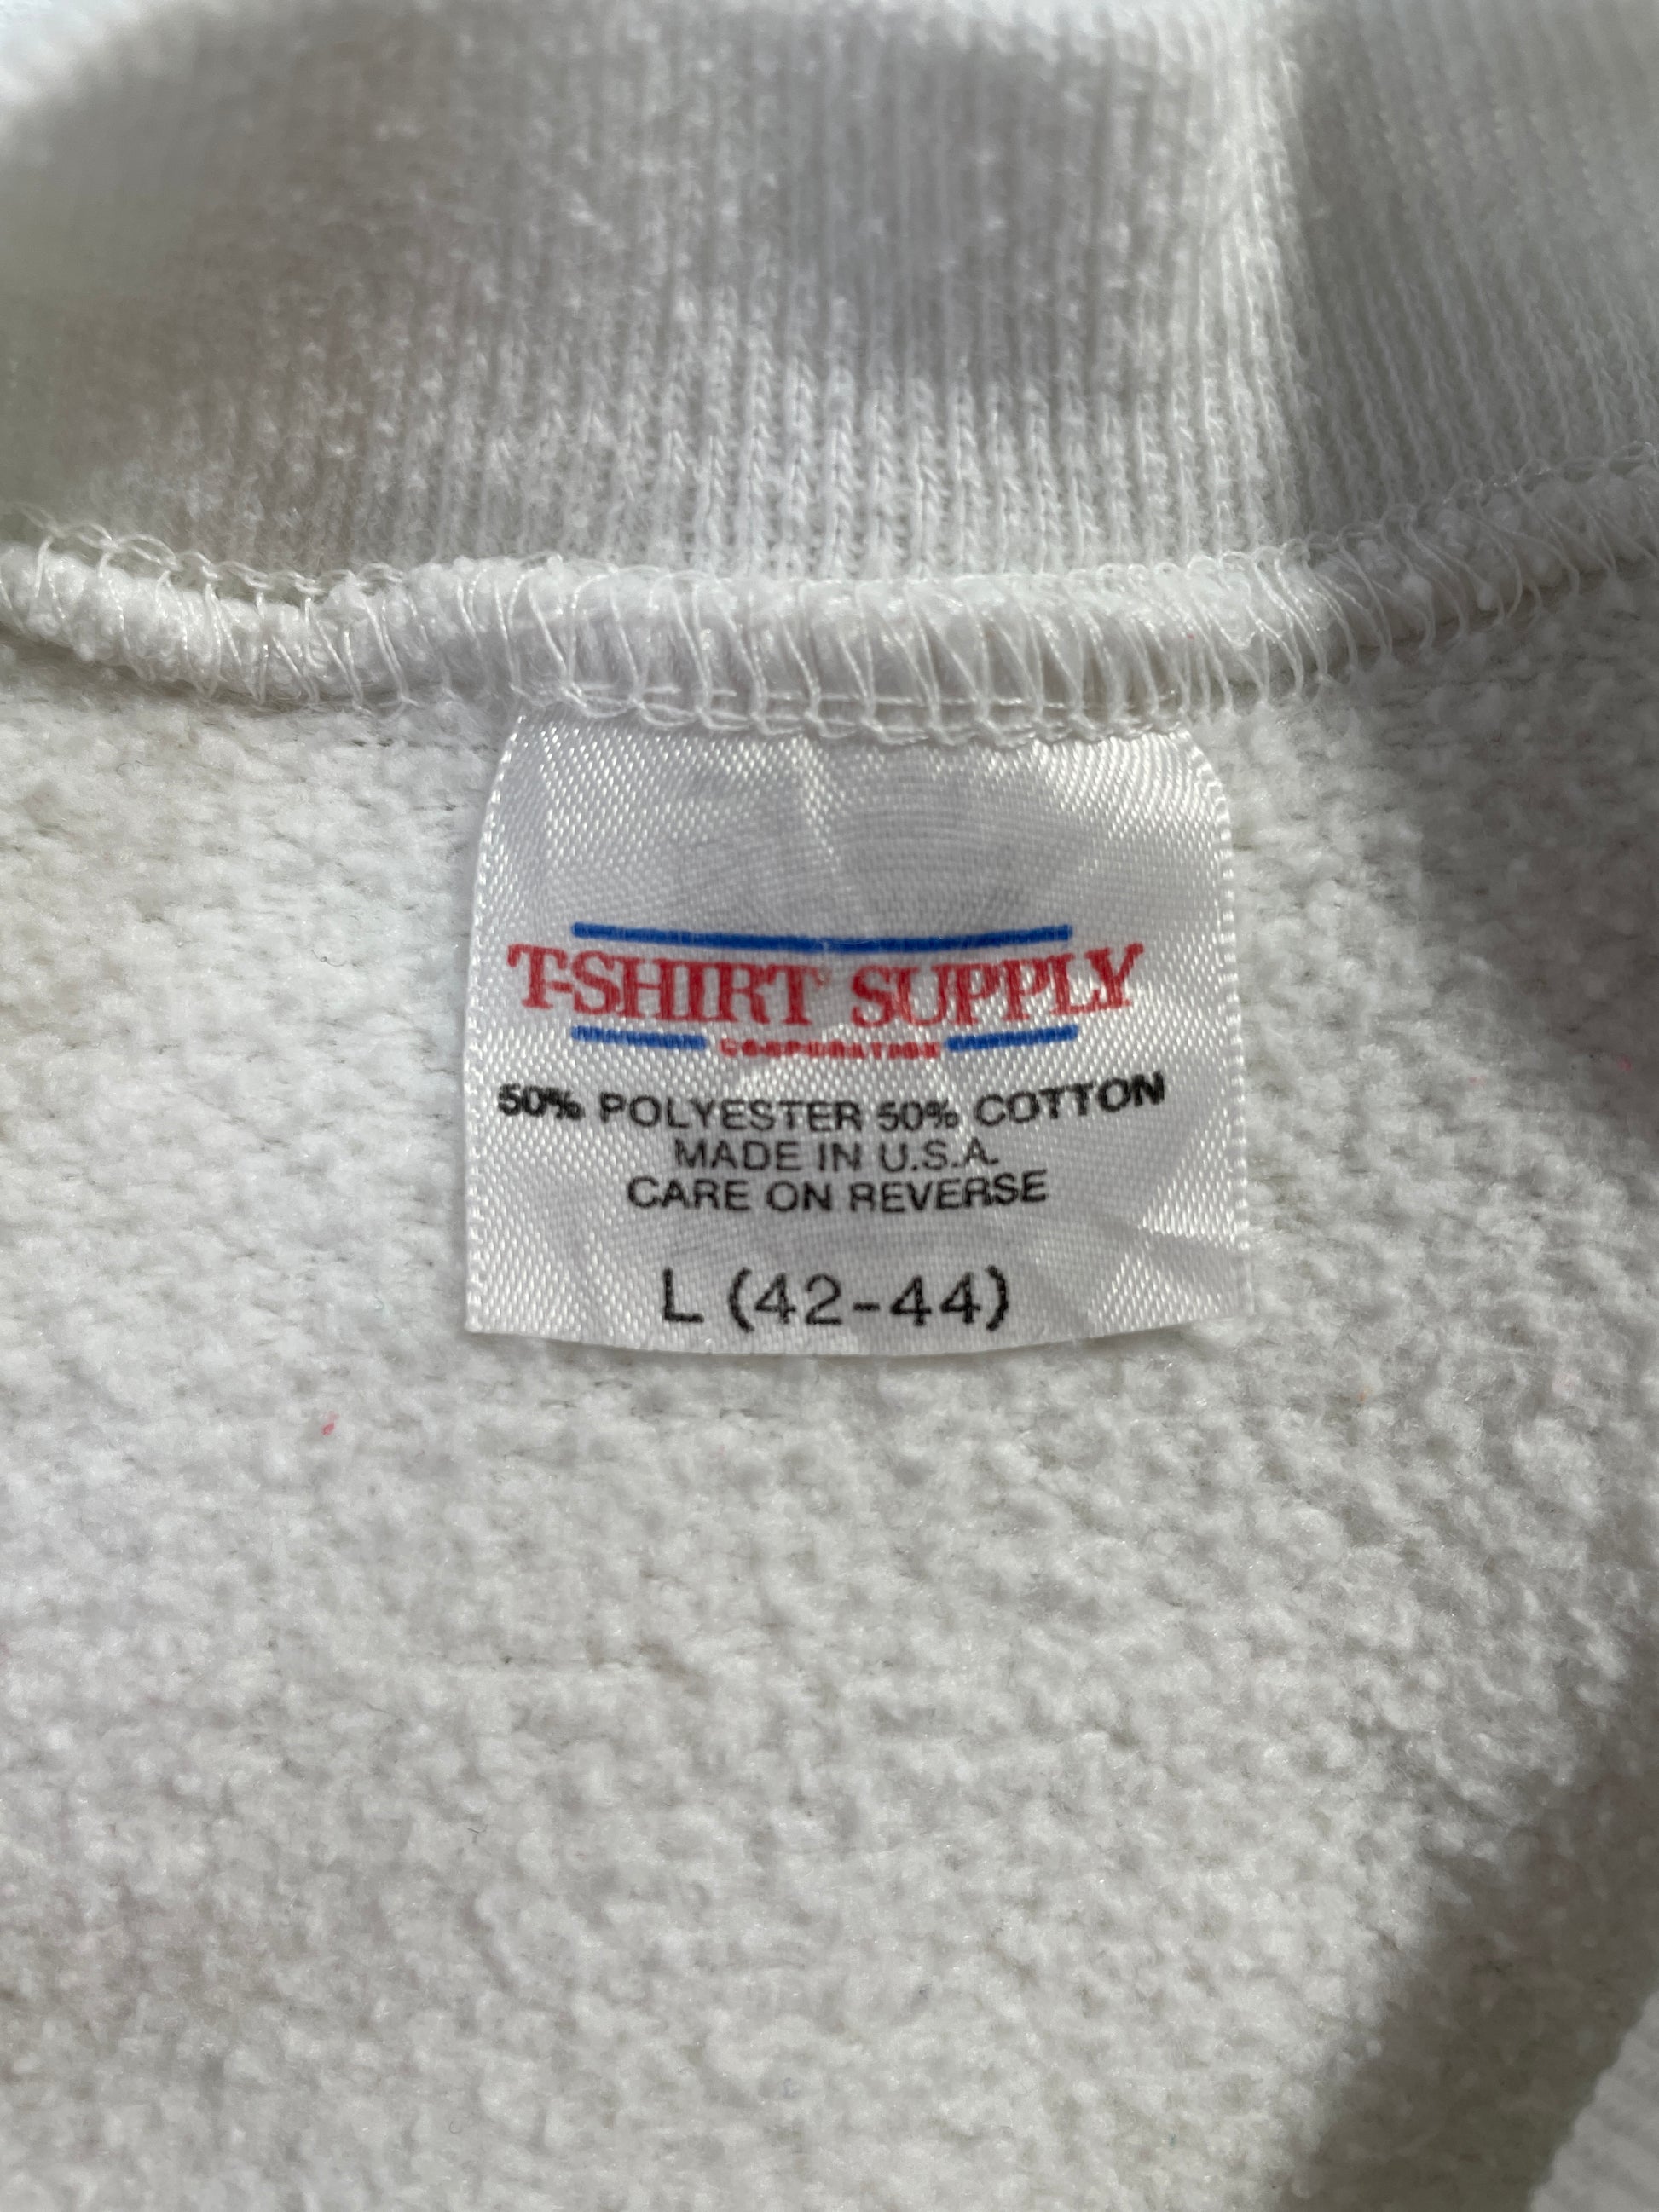 T-SHIRT SUPPLY
CORPORATION
50% POLYESTER 50% COTTON
MADE IN U.S.A.
CARE ON REVERSE
L (42-44)